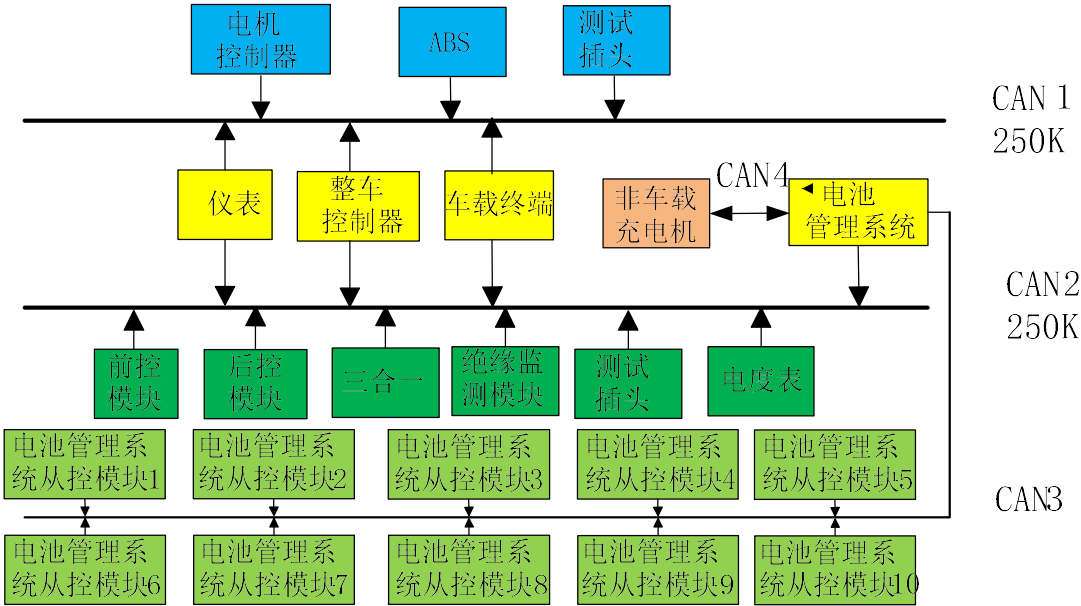 电机
控制器
ABS
测试
插头
CAN 1
250K
仪表
整车
控制器
车载终端
非车载
充电机
CAN4
电池
管理系统
CAN2
250K
前控
模块
后控
模块
三合一
绝缘监
测模块
测试
插头
电度表
电池管理系
统从控模块1
电池管理系
统从控模块2
电池管理系
统从控模块3
电池管理系
统从控模块4
电池管理系
统从控模块5
CAN3
电池管理系
统从控模块6
电池管理系
统从控模块7
电池管理系
统从控模块8
电池管理系
统从控模块9
电池管理系
统从控模块10